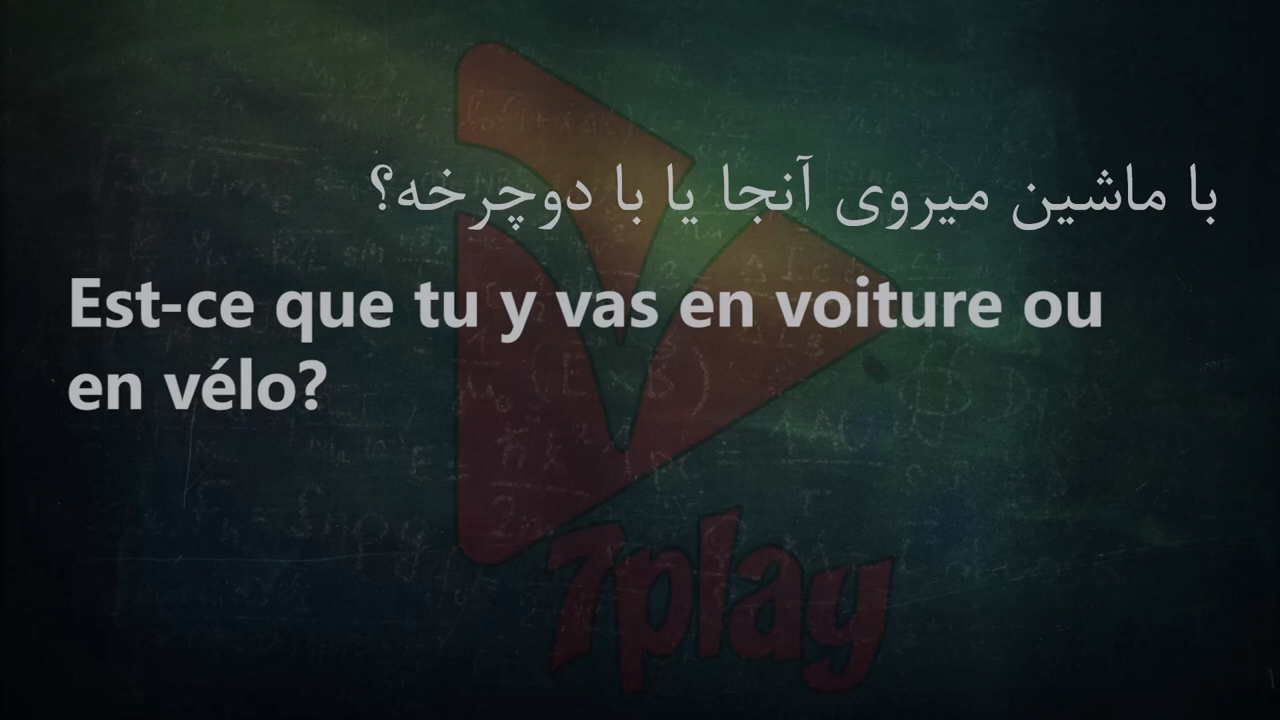 با ماشین میروی آنجا یا با دوچرخه؟
Est-ce que tu y vas en voiture ou
en vélo?
7play